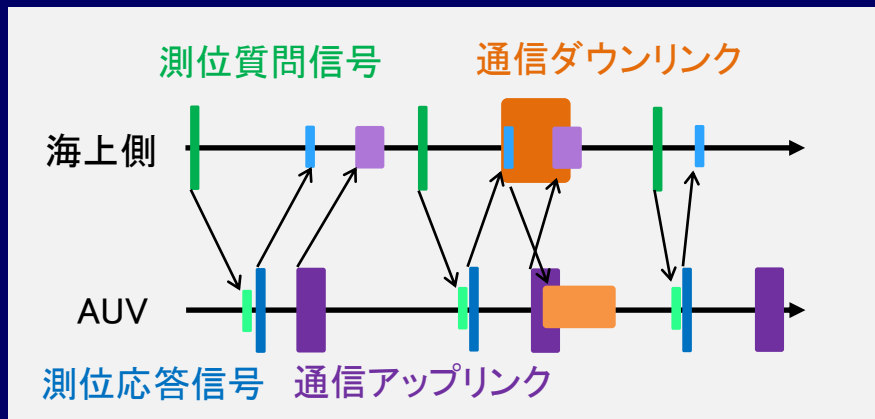 測位質問信号
通信ダウンリンク
海上側
AUV
測位応答信号
通信アップリンク